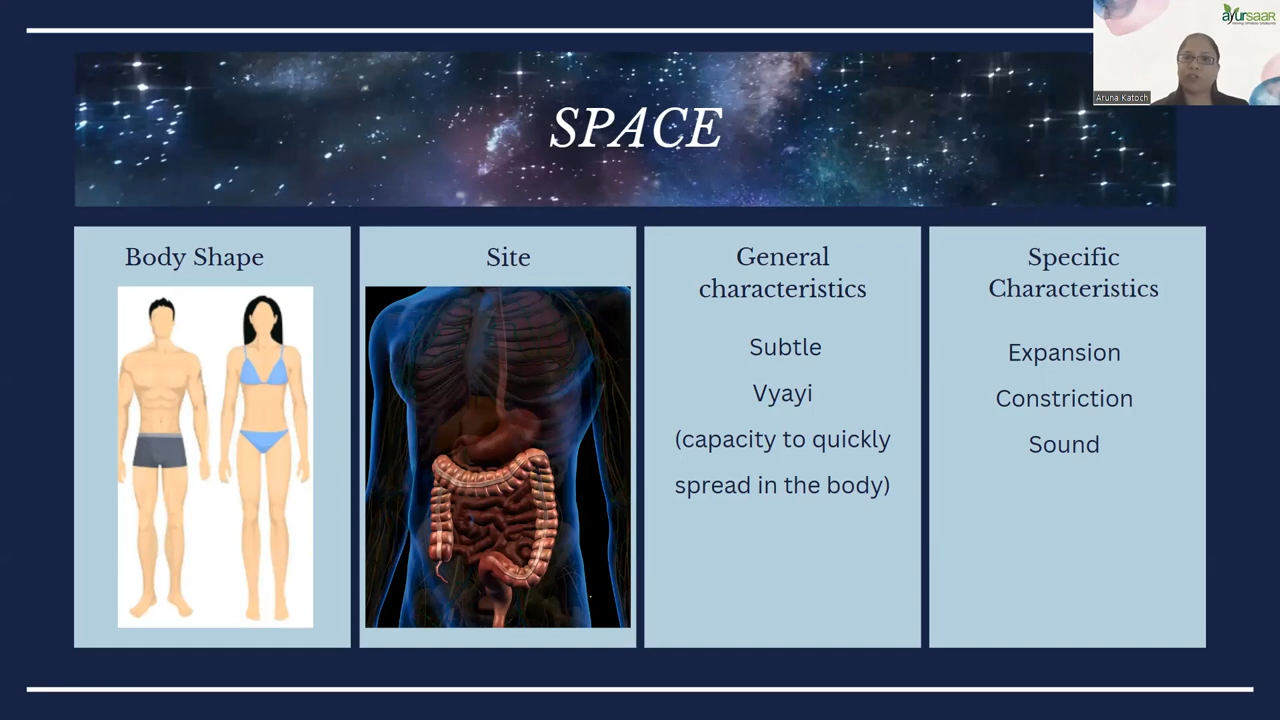 ayurSAAR
Aruna Katoch
SPACE
Body Shape
Site
General
characteristics
Subtle
Vyayi
(capacity to quickly
spread in the body)
Specific
Characteristics
Expansion
Constriction
Sound